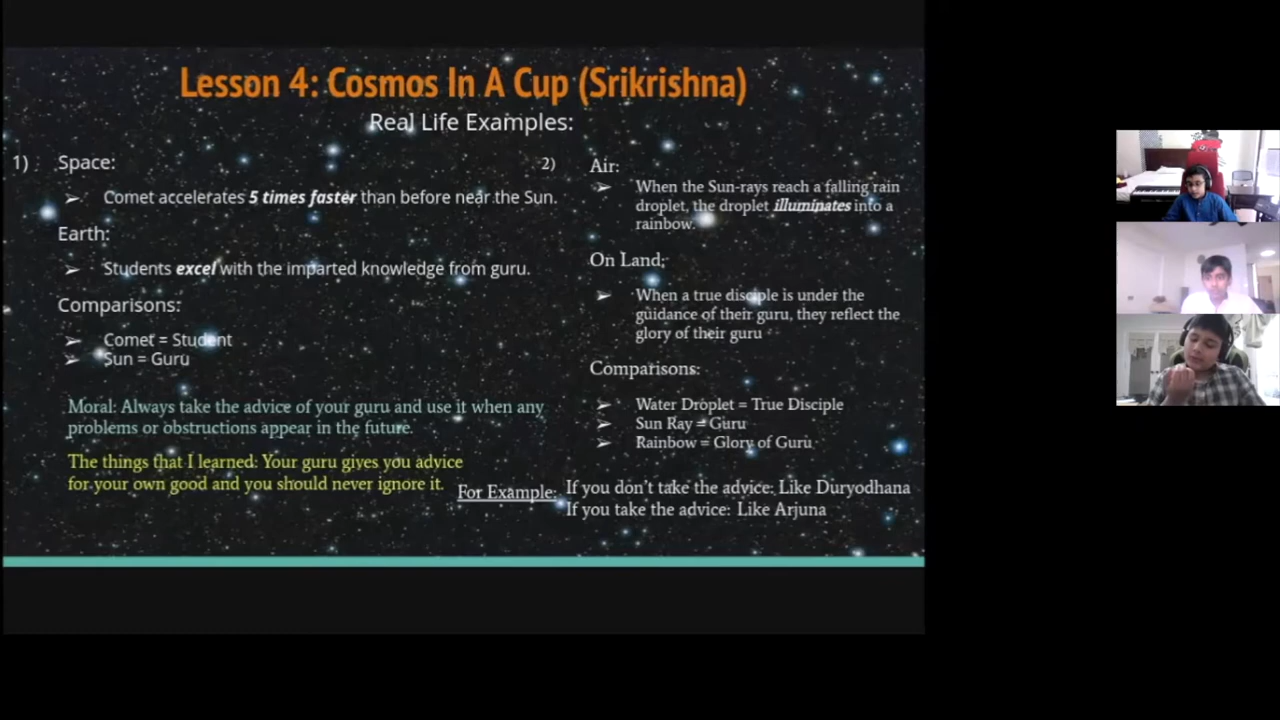 Lesson 4: Cosmos In A Cup (Srikrishna)
Real Life Examples:
1) Space:
➢ Comet accelerates 5 times faster than before near the Sun.
Earth:
➢ Students excel with the imparted knowledge from guru.
Comparisons:
➢ Comet = Student
➢ Sun = Guru
Moral: Always take the advice of your guru and use it when any
problems or obstructions appear in the future.
The things that I learned: Your guru gives you advice
for your own good and you should never ignore it.
2) Air:
➢ When the Sun-rays reach a falling rain
droplet, the droplet illuminates into a
rainbow.
On Land;
➢ When a true disciple is under the
guidance of their guru, they reflect the
glory of their guru
Comparisons:
➢ Water Droplet = True Disciple
➢ Sun Ray = Guru
➢ Rainbow = Glory of Guru
For Example: If you don't take the advice: Like Duryodhana
If you take the advice: Like Arjuna